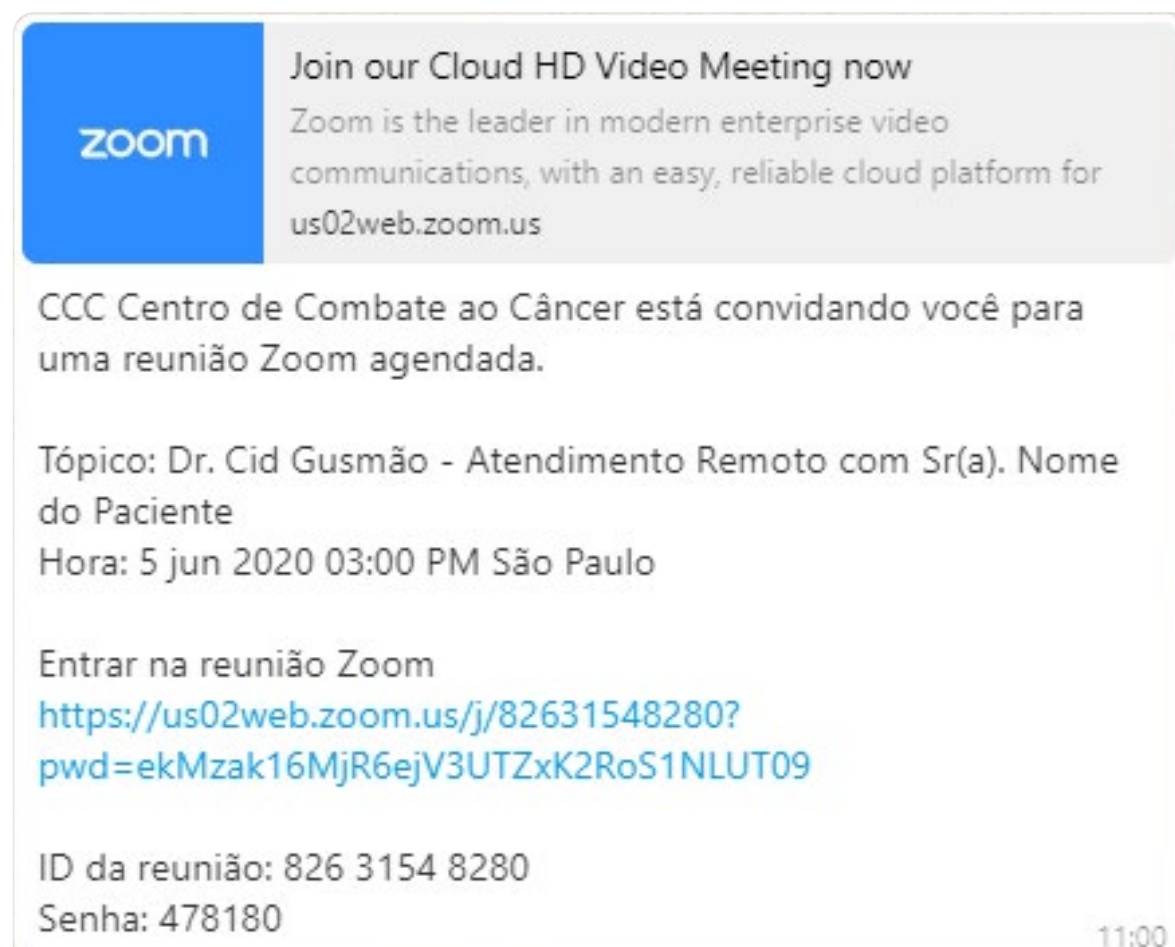 zoom
Join our Cloud HD Video Meeting now
Zoom is the leader in modern enterprise video
communications, with an easy, reliable cloud platform for
us02web.zoom.us
CCC Centro de Combate ao Câncer está convidando você para
uma reunião Zoom agendada.
Tópico: Dr. Cid Gusmão - Atendimento Remoto com Sr(a). Nome
do Paciente
Hora: 5 jun 2020 03:00 PM São Paulo
Entrar na reunião Zoom
https://us02web.zoom.us/j/82631548280?
pwd=ekMzak16MjR6ejV3UTZxK2RoS1NLUT09
ID da reunião: 826 3154 8280
Senha: 478180
11:00